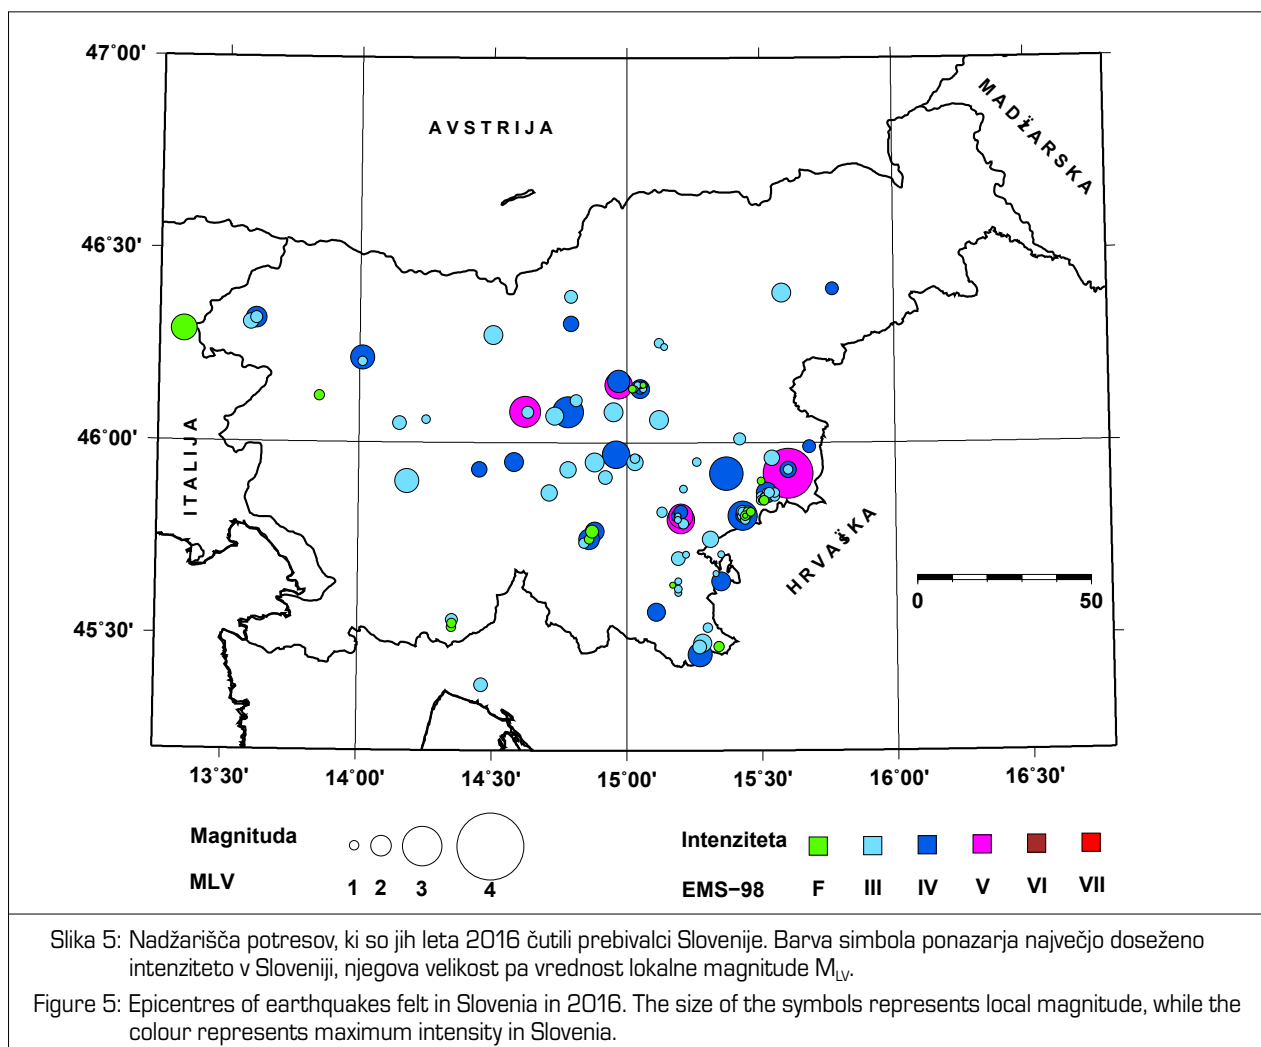 47°00'
46°30'
46°00'
45°30'
AVSTRIJA
MADŽARSKA
ITALIJA
HRVAŠKA
0 50
13°30' 14°00' 14°30' 15°00' 15°30' 16°00' 16°30'
Magnituda
MLV 1 2 3 4
Intenziteta
EMS−98 F III IV V VI VII
Slika 5: Nadžarišča potresov, ki so jih leta 2016 čutili prebivalci Slovenije. Barva simbola ponazarja največjo doseženo
intenziteto v Sloveniji, njegova velikost pa vrednost lokalne magnitude MLV.
Figure 5: Epicentres of earthquakes felt in Slovenia in 2016. The size of the symbols represents local magnitude, while the
colour represents maximum intensity in Slovenia.